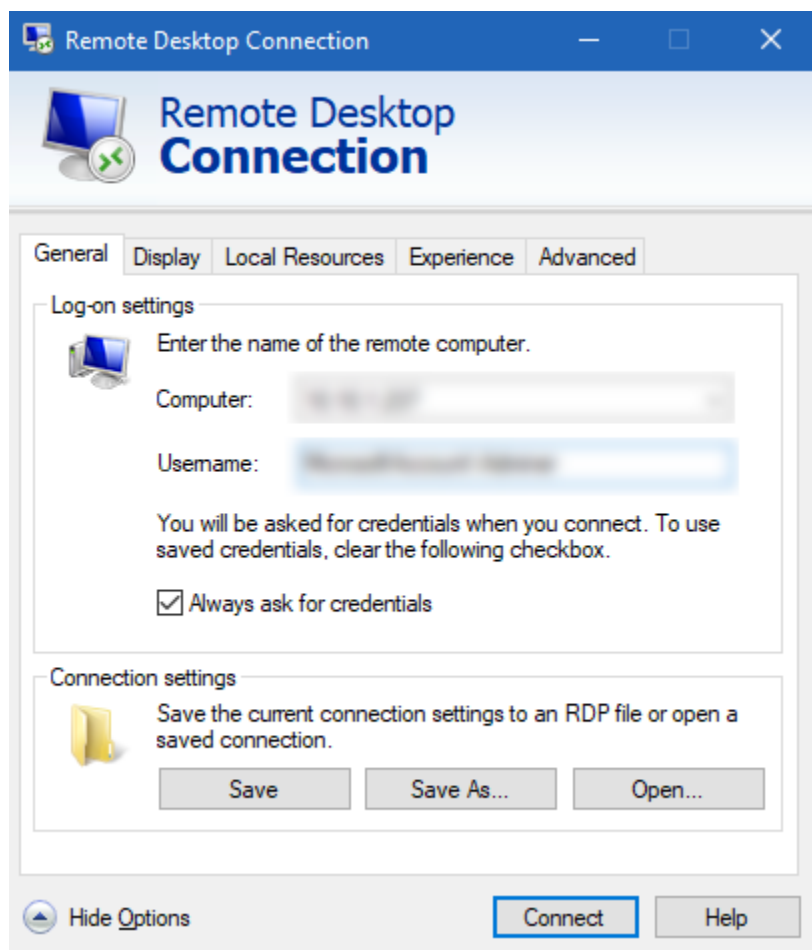 Remote Desktop Connection
Remote Desktop
Connection
General Display Local Resources Experience Advanced
Log-on settings
Enter the name of the remote computer.
Computer:
Username:
You will be asked for credentials when you connect. To use
saved credentials, clear the following checkbox.
Always ask for credentials
Connection settings
Save the current connection settings to an RDP file or open a
saved connection.
Save Save As... Open...
Hide Options Connect Help